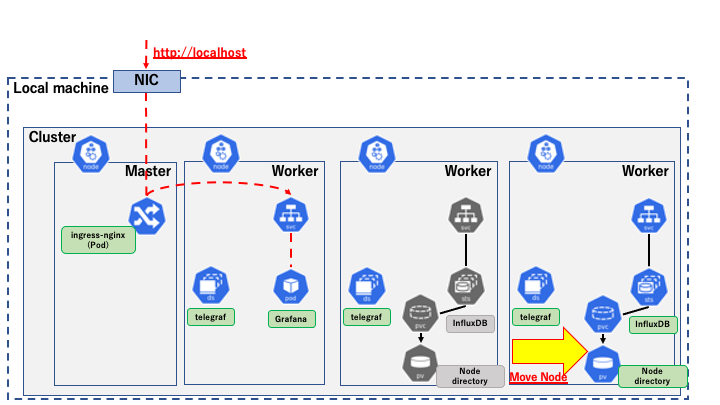 http://localhost
NIC
Local machine
Cluster
node
node
node
node
Master
Worker
Worker
Worker
svc
svc
svc
ingress-nginx
(Pod)
ds
pod
ds
sts
ds
sts
telegraf
Grafana
telegraf
pvc
InfluxDB
telegraf
pvc
InfluxDB
pv
Node
directory
Move Node
pv
Node
directory